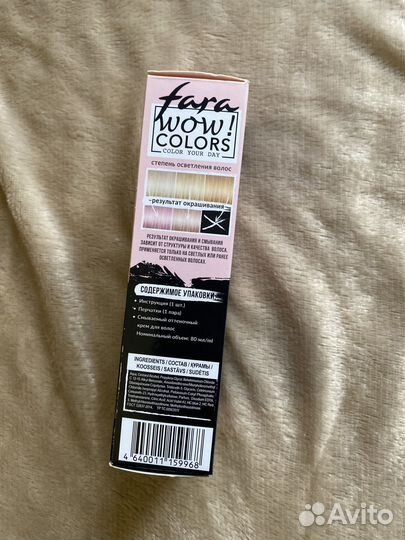 fara
WOW!
COLORS
COLOR YOUR DAY
степень осветления волос
~результат окрашивания~
РЕЗУЛЬТАТ ОКРАШИВАНИЯ И СМЫВАНИЯ
ЗАВИСИТ ОТ СТРУКТУРЫ И КАЧЕСТВА ВОЛОСА,
ПРИМЕНЯЕТСЯ ТОЛЬКО НА СВЕТЛЫХ ИЛИ РАНЕЕ
ОСВЕТЛЕННЫХ ВОЛОСАХ.
СОДЕРЖИМОЕ УПАКОВКИ:
Инструкция (1 шт.)
Перчатки (1 пара)
Смываемый оттеночный
крем для волос
Номинальный объем: 80 мл/ml
INGREDIENTS / СОСТАВ / ҚҰРАМЫ /
KOOSSEIS / SASTĀVS / SUDĖTIS
4 640011 159968
Avito